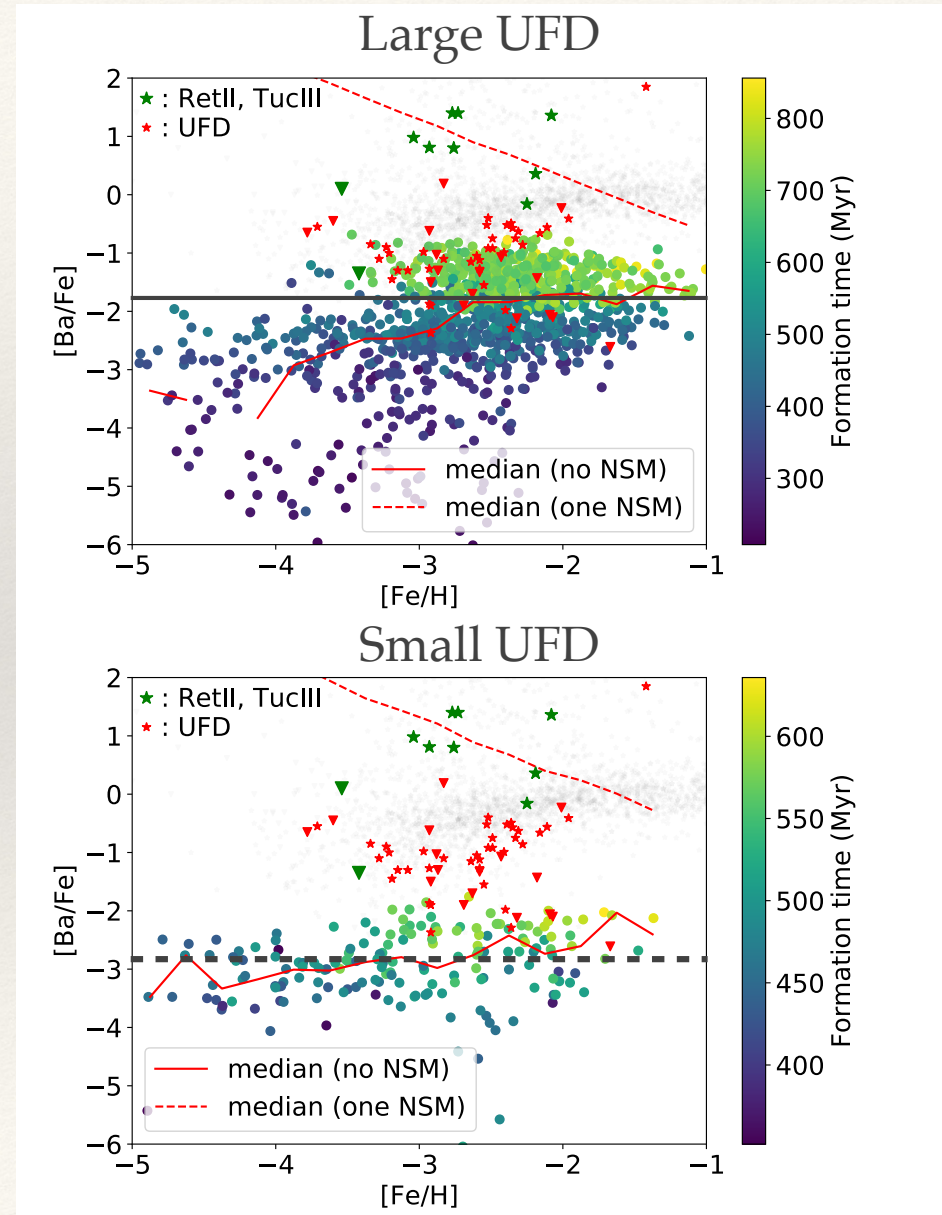 Large UFD
2
1
0
−1
−2
−3
−4
−5
−6
[Ba/Fe]
★ : RetII, TucIII
★ : UFD
median (no NSM)
median (one NSM)
−5
−4
−3
−2
−1
[Fe/H]
800
700
600
500
400
300
Formation time (Myr)
Small UFD
2
1
0
−1
−2
−3
−4
−5
−6
[Ba/Fe]
★ : RetII, TucIII
★ : UFD
median (no NSM)
median (one NSM)
−5
−4
−3
−2
−1
[Fe/H]
600
550
500
450
400
Formation time (Myr)